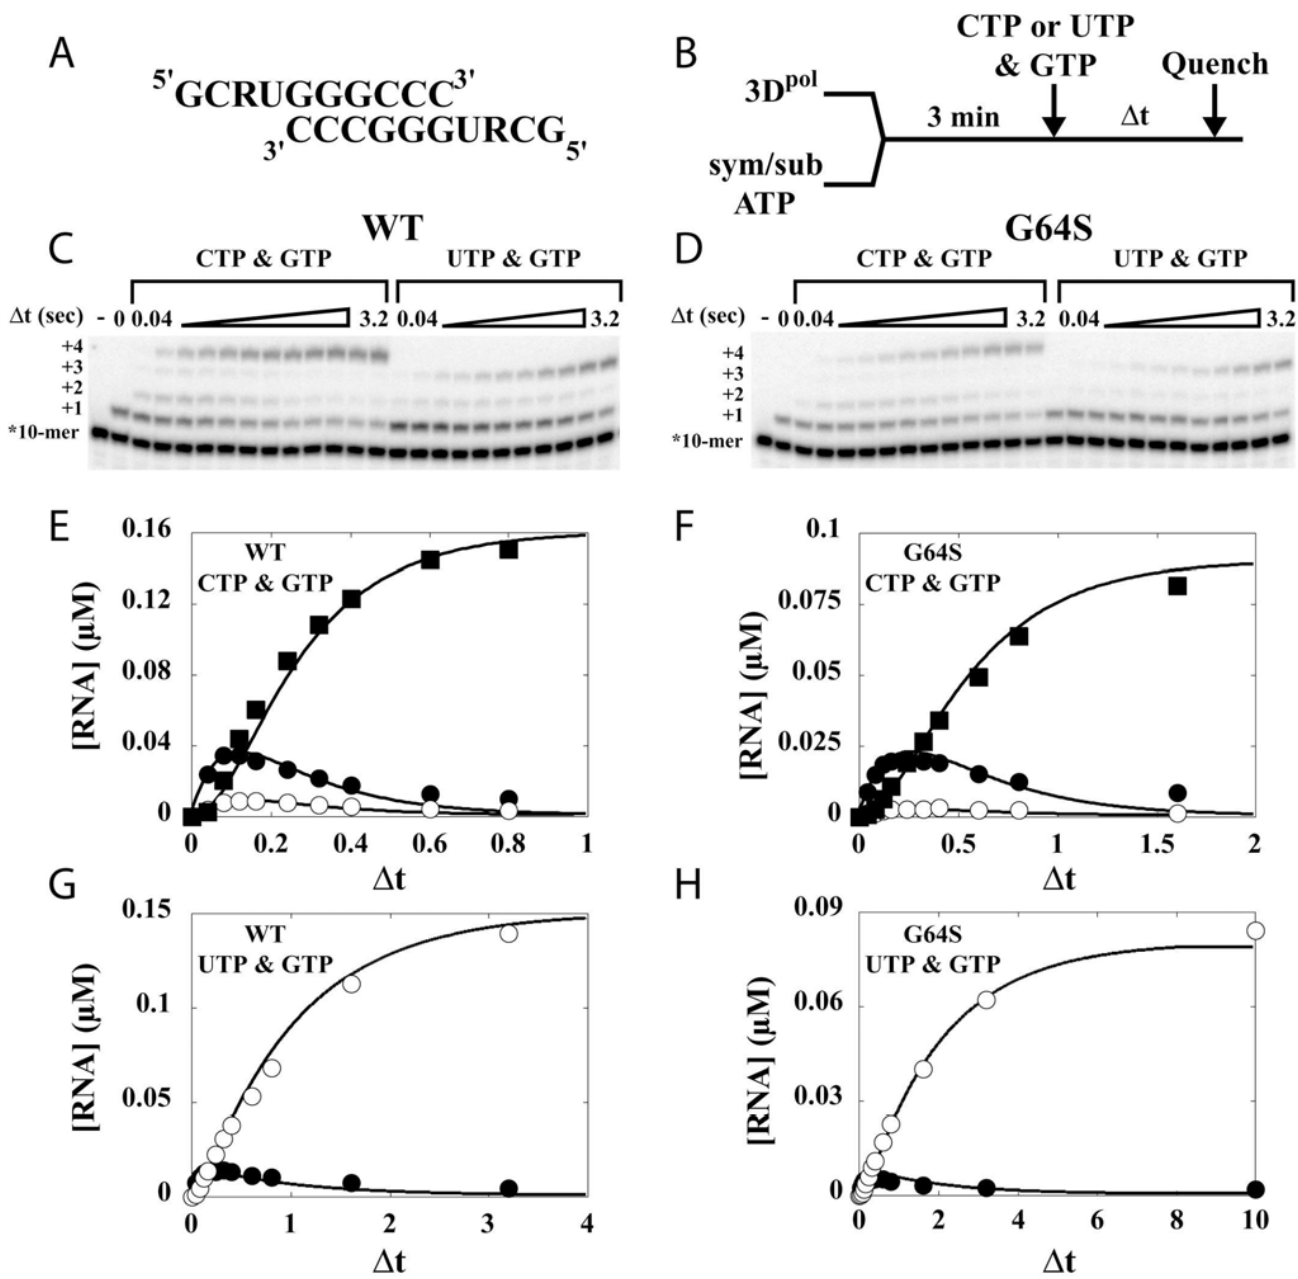 A
5'GCRUGGGCCC3'
3'CCCGGGURCG5'
B
CTP or UTP
& GTP
Quench
3Dpol
3 min
Δt
sym/sub
ATP
WT
C
CTP & GTP
UTP & GTP
Δt (sec) - 0 0.04 3.2 0.04 3.2
+4
+3
+2
+1
*10-mer
G64S
D
CTP & GTP
UTP & GTP
Δt (sec) - 0 0.04 3.2 0.04 3.2
+4
+3
+2
+1
*10-mer
E
WT
CTP & GTP
[RNA] (μM)
0.16
0.12
0.08
0.04
0
0 0.2 0.4 0.6 0.8 1
Δt
F
G64S
CTP & GTP
[RNA] (μM)
0.1
0.075
0.05
0.025
0
0 0.5 1 1.5 2
Δt
G
WT
UTP & GTP
[RNA] (μM)
0.15
0.1
0.05
0
0 1 2 3 4
Δt
H
G64S
UTP & GTP
[RNA] (μM)
0.09
0.06
0.03
0
0 2 4 6 8 10
Δt